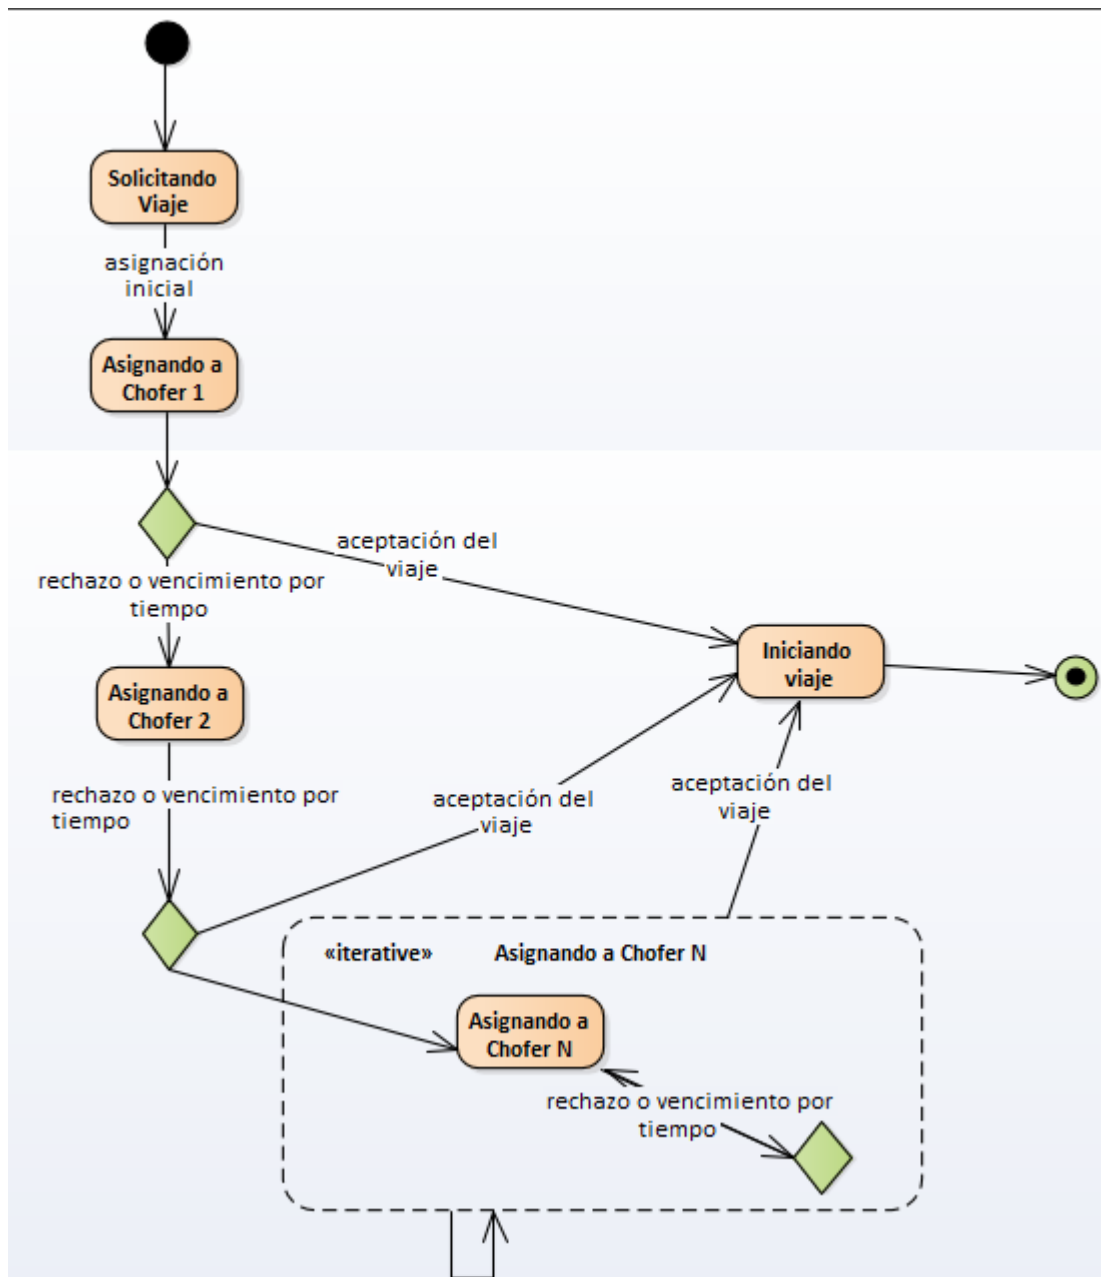 Solicitando
Viaje
asignación
inicial
Asignando a
Chofer 1
aceptación del
viaje
rechazo o vencimiento por
tiempo
Iniciando
viaje
Asignando a
Chofer 2
rechazo o vencimiento por
tiempo
aceptación del
viaje
aceptación del
viaje
«iterative» Asignando a Chofer N
Asignando a
Chofer N
rechazo o vencimiento por
tiempo